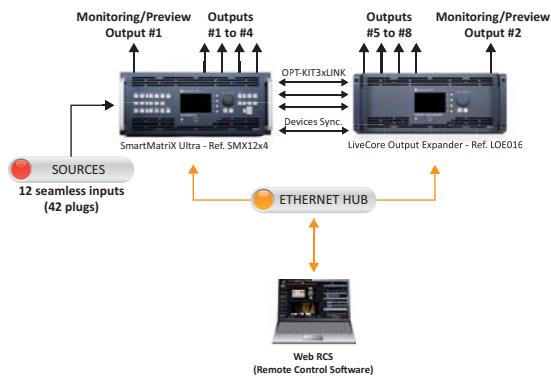 Monitoring/Preview
Output #1
Outputs
#1 to #4
Outputs
#5 to #8
Monitoring/Preview
Output #2
OPT-KIT3xLINK
Devices Sync.
SmartMatriX Ultra - Ref. SMX12x4
LiveCore Output Expander - Ref. LOE016
SOURCES
12 seamless inputs
(42 plugs)
ETHERNET HUB
Web RCS
(Remote Control Software)